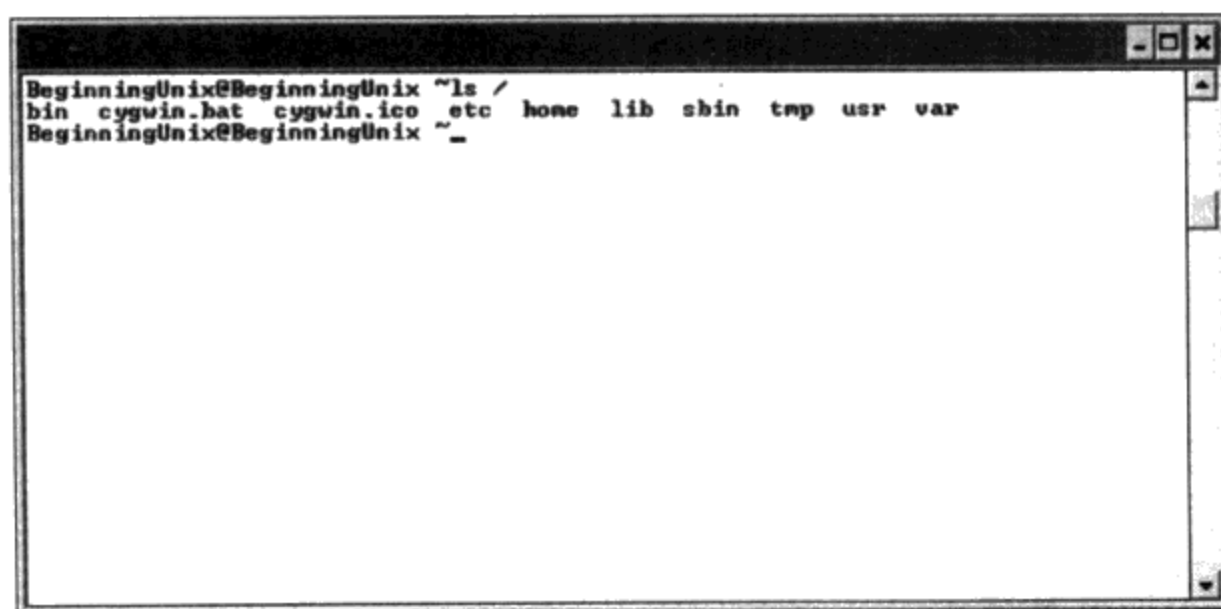 BeginningUnix@BeginningUnix ~ls /
bin  cygwin.bat  cygwin.ico  etc  home  lib  sbin  tmp  usr  var
BeginningUnix@BeginningUnix ~_